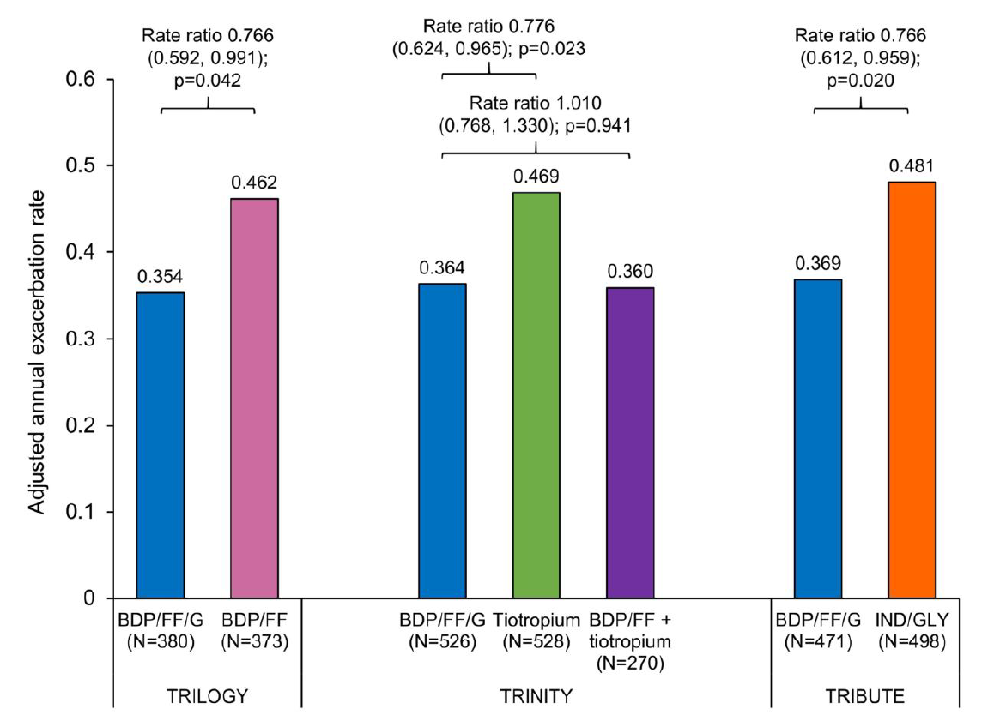 Rate ratio 0.766
(0.592, 0.991);
p=0.042
Rate ratio 0.776
(0.624, 0.965); p=0.023
Rate ratio 1.010
(0.768, 1.330); p=0.941
Rate ratio 0.766
(0.612, 0.959);
p=0.020
Adjusted annual exacerbation rate
0.6
0.5
0.4
0.3
0.2
0.1
0
0.354
0.462
0.364
0.469
0.360
0.369
0.481
BDP/FF/G
(N=380)
BDP/FF
(N=373)
BDP/FF/G
(N=526)
Tiotropium
(N=528)
BDP/FF +
tiotropium
(N=270)
BDP/FF/G
(N=471)
IND/GLY
(N=498)
TRILOGY
TRINITY
TRIBUTE